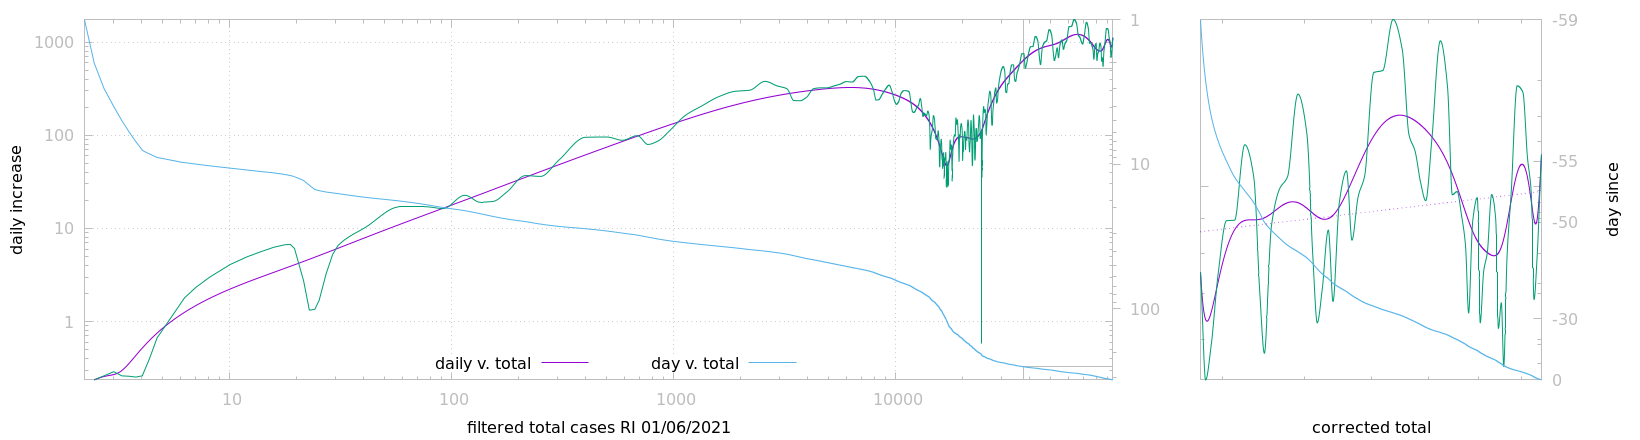 daily increase
1000
100
10
1
daily v. total
day v. total
10
100
1000
10000
filtered total cases RI 01/06/2021
1
10
100
corrected total
-59
-55
-50
-30
0
day since